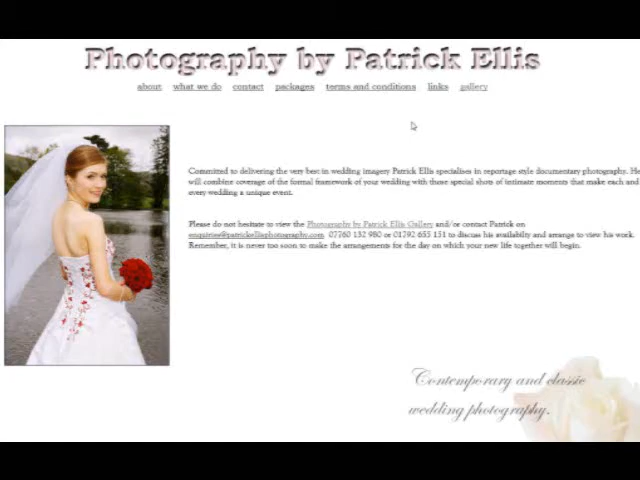 Photography by Patrick Ellis
about what we do contact packages terms and conditions links gallery
Committed to delivering the very best in wedding imagery Patrick Ellis specialises in reportage style documentary photography. He
will combine coverage of the formal framework of your wedding with those special shots of intimate moments that make each and
every wedding a unique event.
Please do not hesitate to view the Photography by Patrick Ellis Gallery and/or contact Patrick on
enquiries@patrickellisphotography.com 07760 132 980 or 01792 655 151 to discuss his availability and arrange to view his work.
Remember, it is never too soon to make the arrangements for the day on which your new life together will begin.
Contemporary and classic
wedding photography.